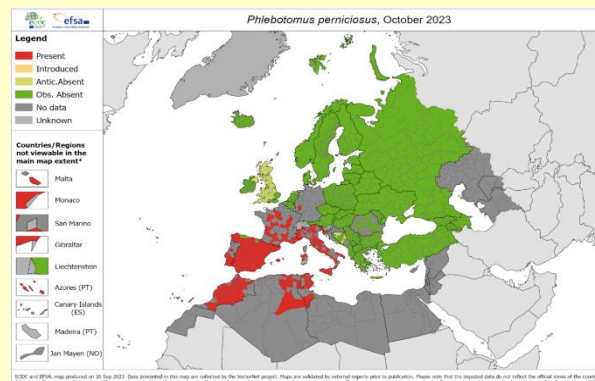 ecdc efsa
Phlebotomus perniciosus, October 2023
Legend
Present
Introduced
Antic.Absent
Obs. Absent
No data
Unknown
Countries/Regions
not viewable in the
main map extent*
Malta
Monaco
San Marino
Gibraltar
Liechtenstein
Azores (PT)
Canary Islands
(ES)
Madeira (PT)
Jan Mayen (NO)
ECDC and EFSA, map produced on 20 Sep 2023. Data presented in this map are collected by the VectorNet project. Maps are validated by external experts prior to publication. Please note that the depicted data do not reflect the official views of the